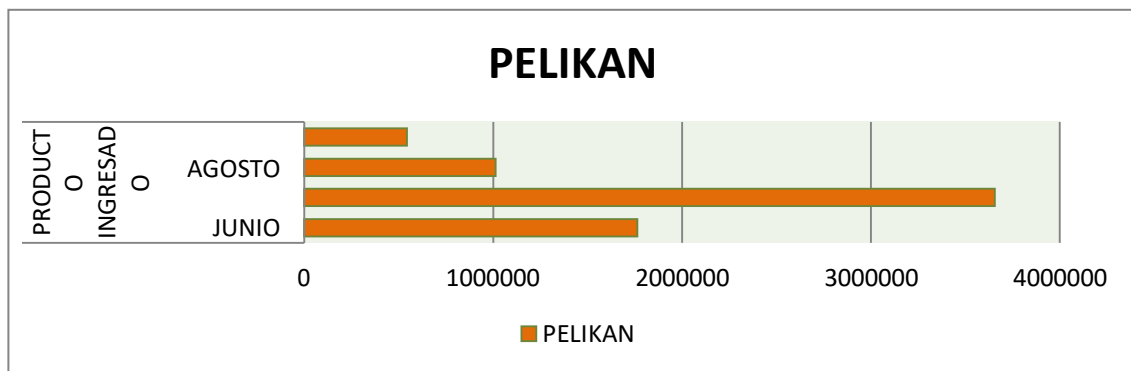 PELIKAN
PRODUCT
O
INGRESAD
O
AGOSTO
JUNIO
0 1000000 2000000 3000000 4000000
PELIKAN